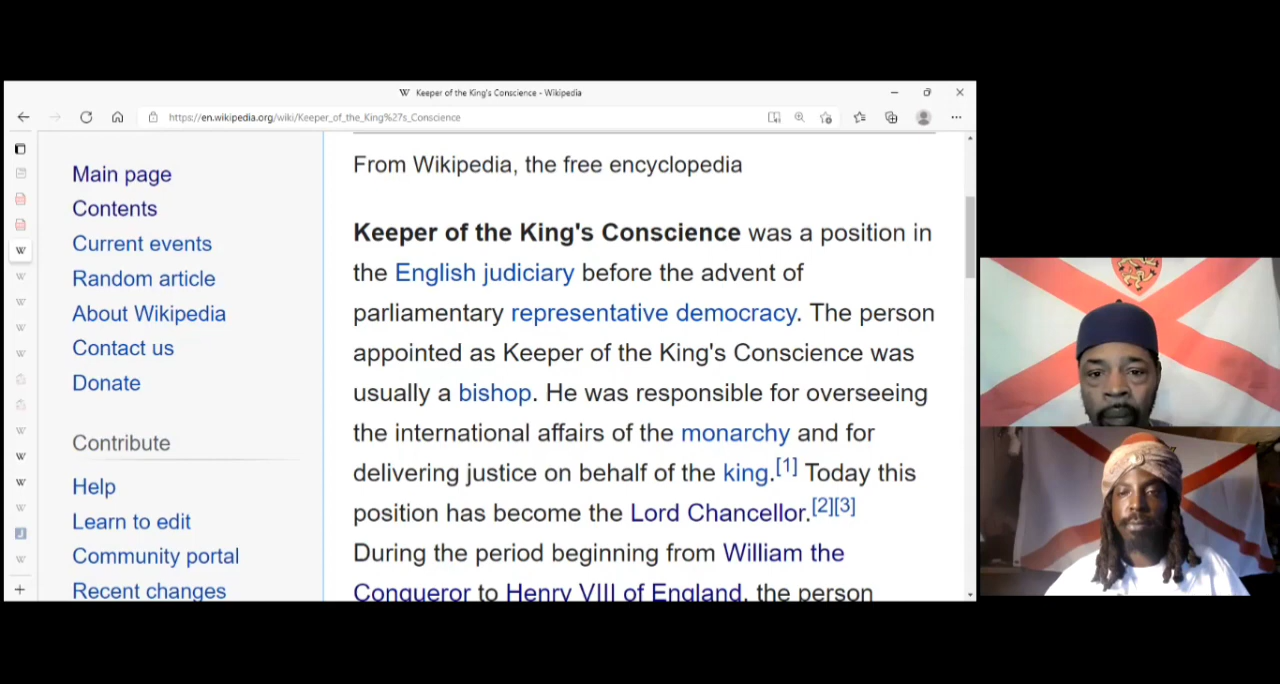 Keeper of the King's Conscience - Wikipedia
https://en.wikipedia.org/wiki/Keeper_of_the_King%27s_Conscience
Main page
Contents
Current events
Random article
About Wikipedia
Contact us
Donate
Contribute
Help
Learn to edit
Community portal
Recent changes
From Wikipedia, the free encyclopedia
Keeper of the King's Conscience was a position in
the English judiciary before the advent of
parliamentary representative democracy. The person
appointed as Keeper of the King's Conscience was
usually a bishop. He was responsible for overseeing
the international affairs of the monarchy and for
delivering justice on behalf of the king.[1] Today this
position has become the Lord Chancellor.[2][3]
During the period beginning from William the
Conqueror to Henry VIII of England, the person